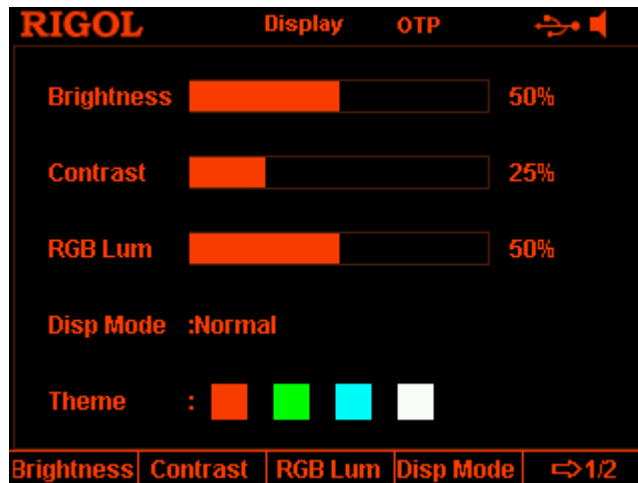 RIGOL Display OTP
Brightness 50%
Contrast 25%
RGB Lum 50%
Disp Mode :Normal
Theme :
Brightness Contrast RGB Lum Disp Mode ⇨1/2